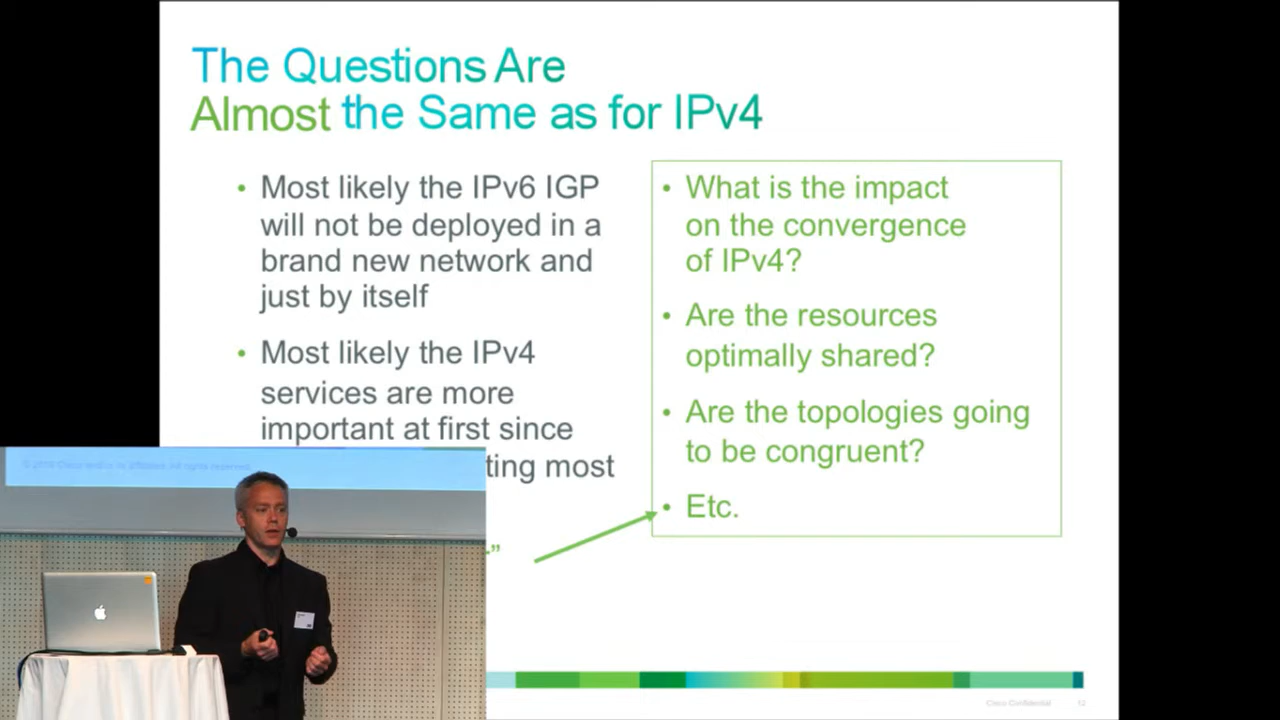 The Questions Are
Almost the Same as for IPv4
• Most likely the IPv6 IGP
will not be deployed in a
brand new network and
just by itself
• Most likely the IPv4
services are more
important at first since
ting most
-”
• What is the impact
on the convergence
of IPv4?
• Are the resources
optimally shared?
• Are the topologies going
to be congruent?
• Etc.
Cisco Confidential
12